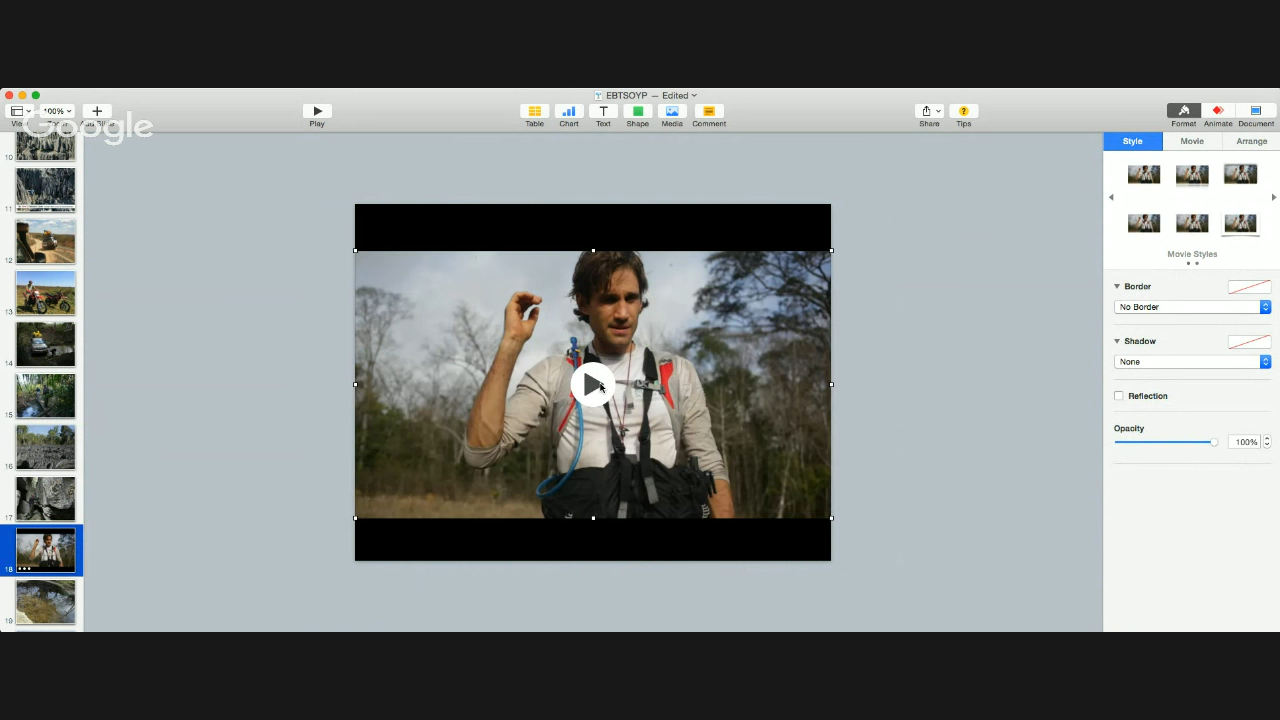 EBTSOYP — Edited
100%
View
Play
Table
Chart
Text
Shape
Media
Comment
Share
Tips
Format
Animate
Document
Google
Style
Movie
Arrange
Movie Styles
Border
No Border
Shadow
None
Reflection
Opacity
100%
10
11
12
13
14
15
16
17
18
19